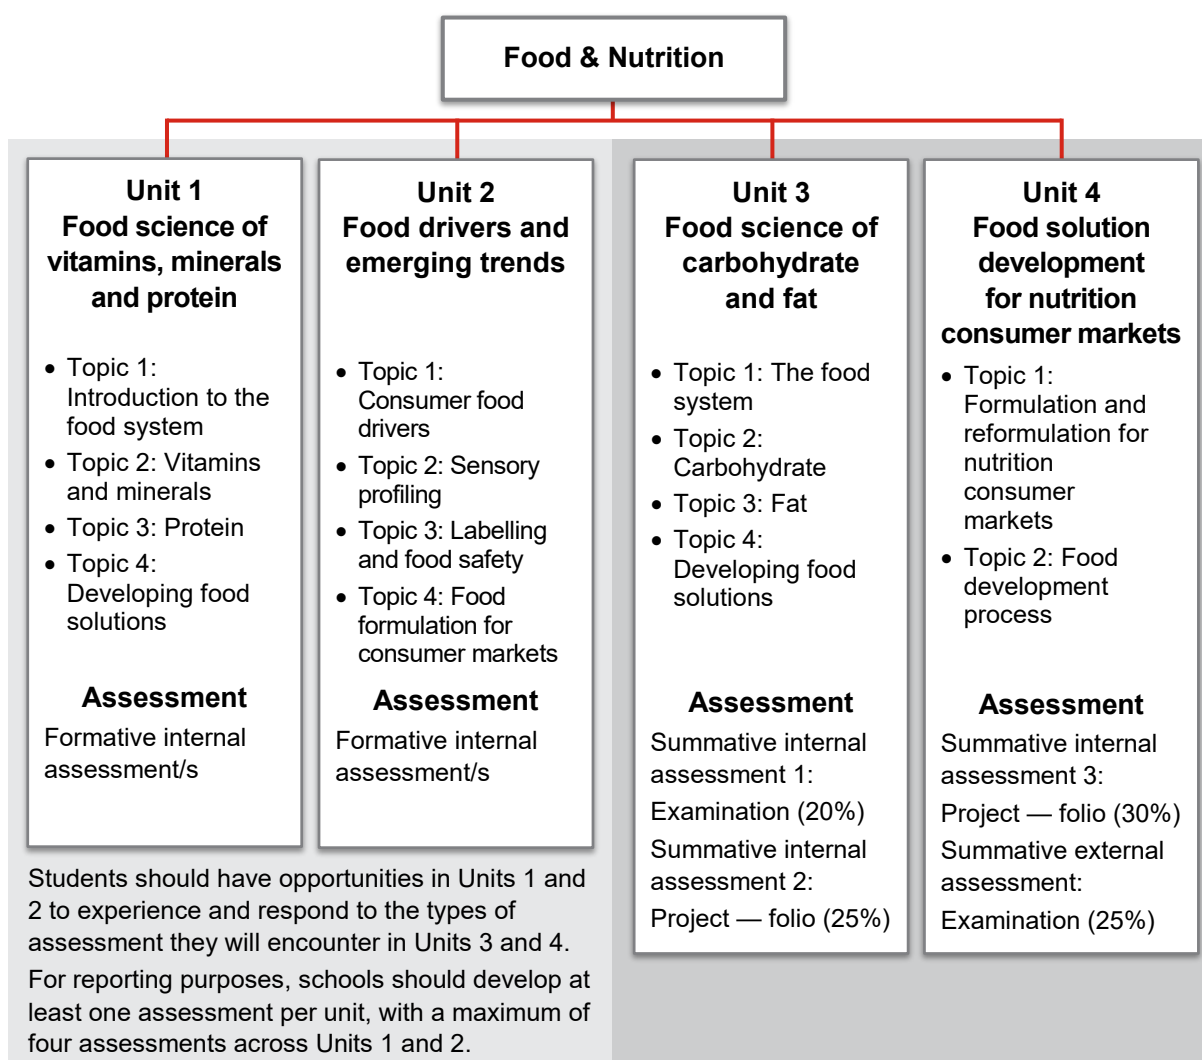 Food & Nutrition
Unit 1
Food science of
vitamins, minerals
and protein
• Topic 1:
Introduction to the
food system
• Topic 2: Vitamins
and minerals
• Topic 3: Protein
• Topic 4:
Developing food
solutions
Assessment
Formative internal
assessment/s
Unit 2
Food drivers and
emerging trends
• Topic 1:
Consumer food
drivers
• Topic 2: Sensory
profiling
• Topic 3: Labelling
and food safety
• Topic 4: Food
formulation for
consumer markets
Assessment
Formative internal
assessment/s
Students should have opportunities in Units 1 and
2 to experience and respond to the types of
assessment they will encounter in Units 3 and 4.
For reporting purposes, schools should develop at
least one assessment per unit, with a maximum of
four assessments across Units 1 and 2.
Unit 3
Food science of
carbohydrate
and fat
• Topic 1: The food
system
• Topic 2:
Carbohydrate
• Topic 3: Fat
• Topic 4:
Developing food
solutions
Assessment
Summative internal
assessment 1:
Examination (20%)
Summative internal
assessment 2:
Project — folio (25%)
Unit 4
Food solution
development
for nutrition
consumer markets
• Topic 1:
Formulation and
reformulation for
nutrition
consumer
markets
• Topic 2: Food
development
process
Assessment
Summative internal
assessment 3:
Project — folio (30%)
Summative external
assessment:
Examination (25%)